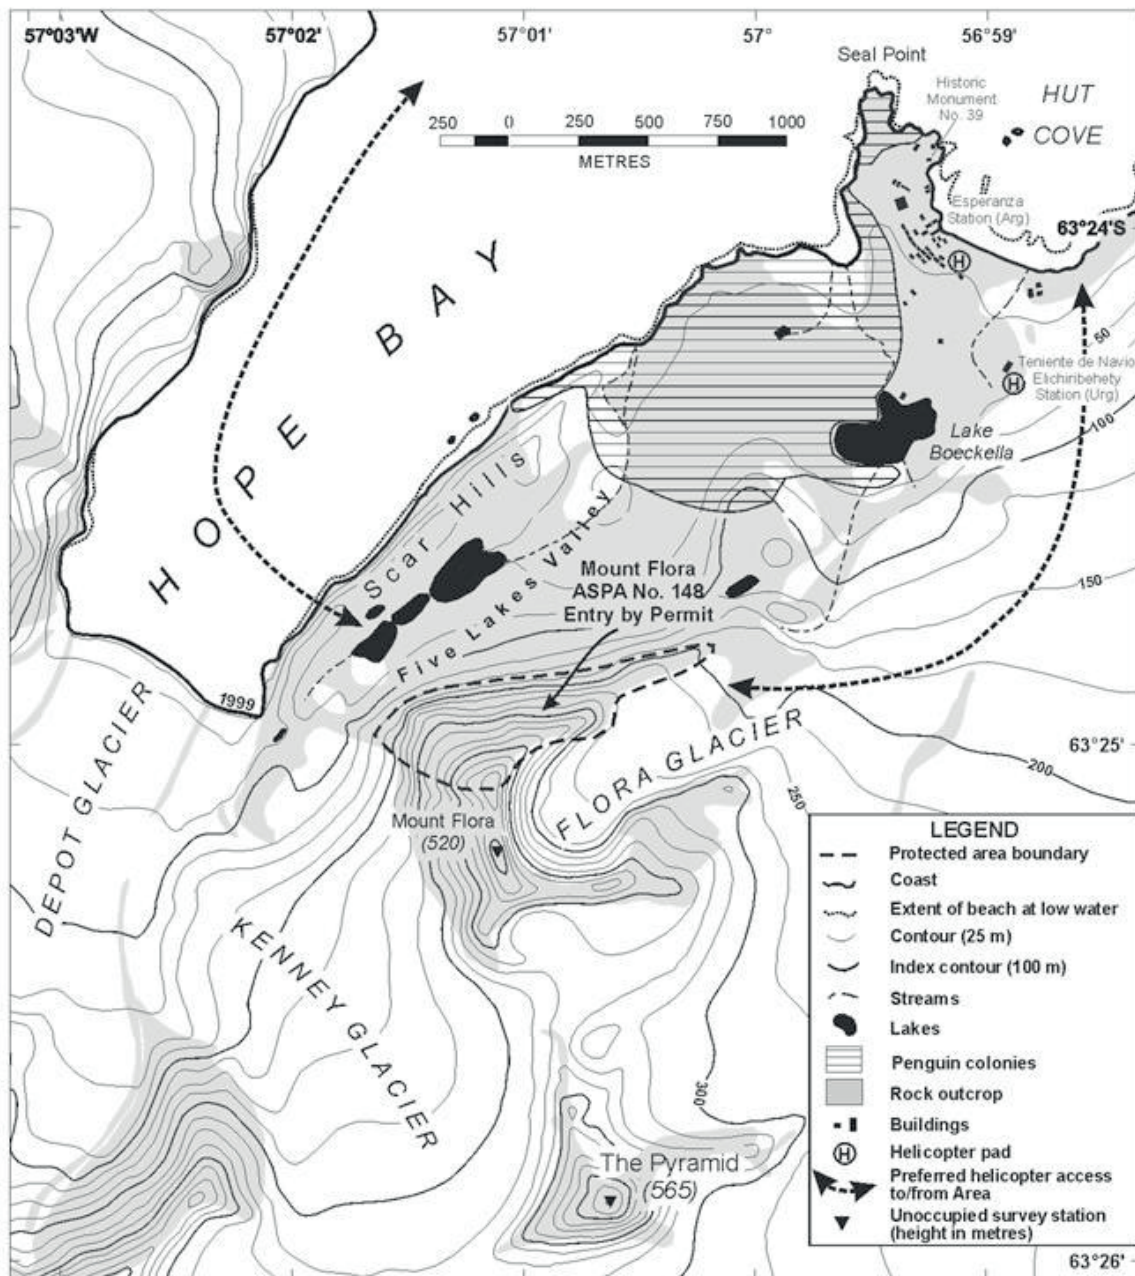 57°03'W
57°02'
57°01'
57°
56°59'
Seal Point
Historic
Monument
No. 39
HUT
COVE
250 0 250 500 750 1000
METRES
Esperanza
Station (Arg)
63°24'S
HOPE BAY
50
Teniente de Navio
Elichiribehety
Station (Urg)
100
Lake
Boeckella
Scar Hills
Five Lakes Valley
Mount Flora
ASPA No. 148
Entry by Permit
150
1999
DEPOT GLACIER
FLORA GLACIER
63°25'
200
250
Mount Flora
(520)
KENNEY GLACIER
300
The Pyramid
(565)
LEGEND
Protected area boundary
Coast
Extent of beach at low water
Contour (25 m)
Index contour (100 m)
Streams
Lakes
Penguin colonies
Rock outcrop
Buildings
H Helicopter pad
Preferred helicopter access
to/from Area
Unoccupied survey station
(height in metres)
63°26'
H
H